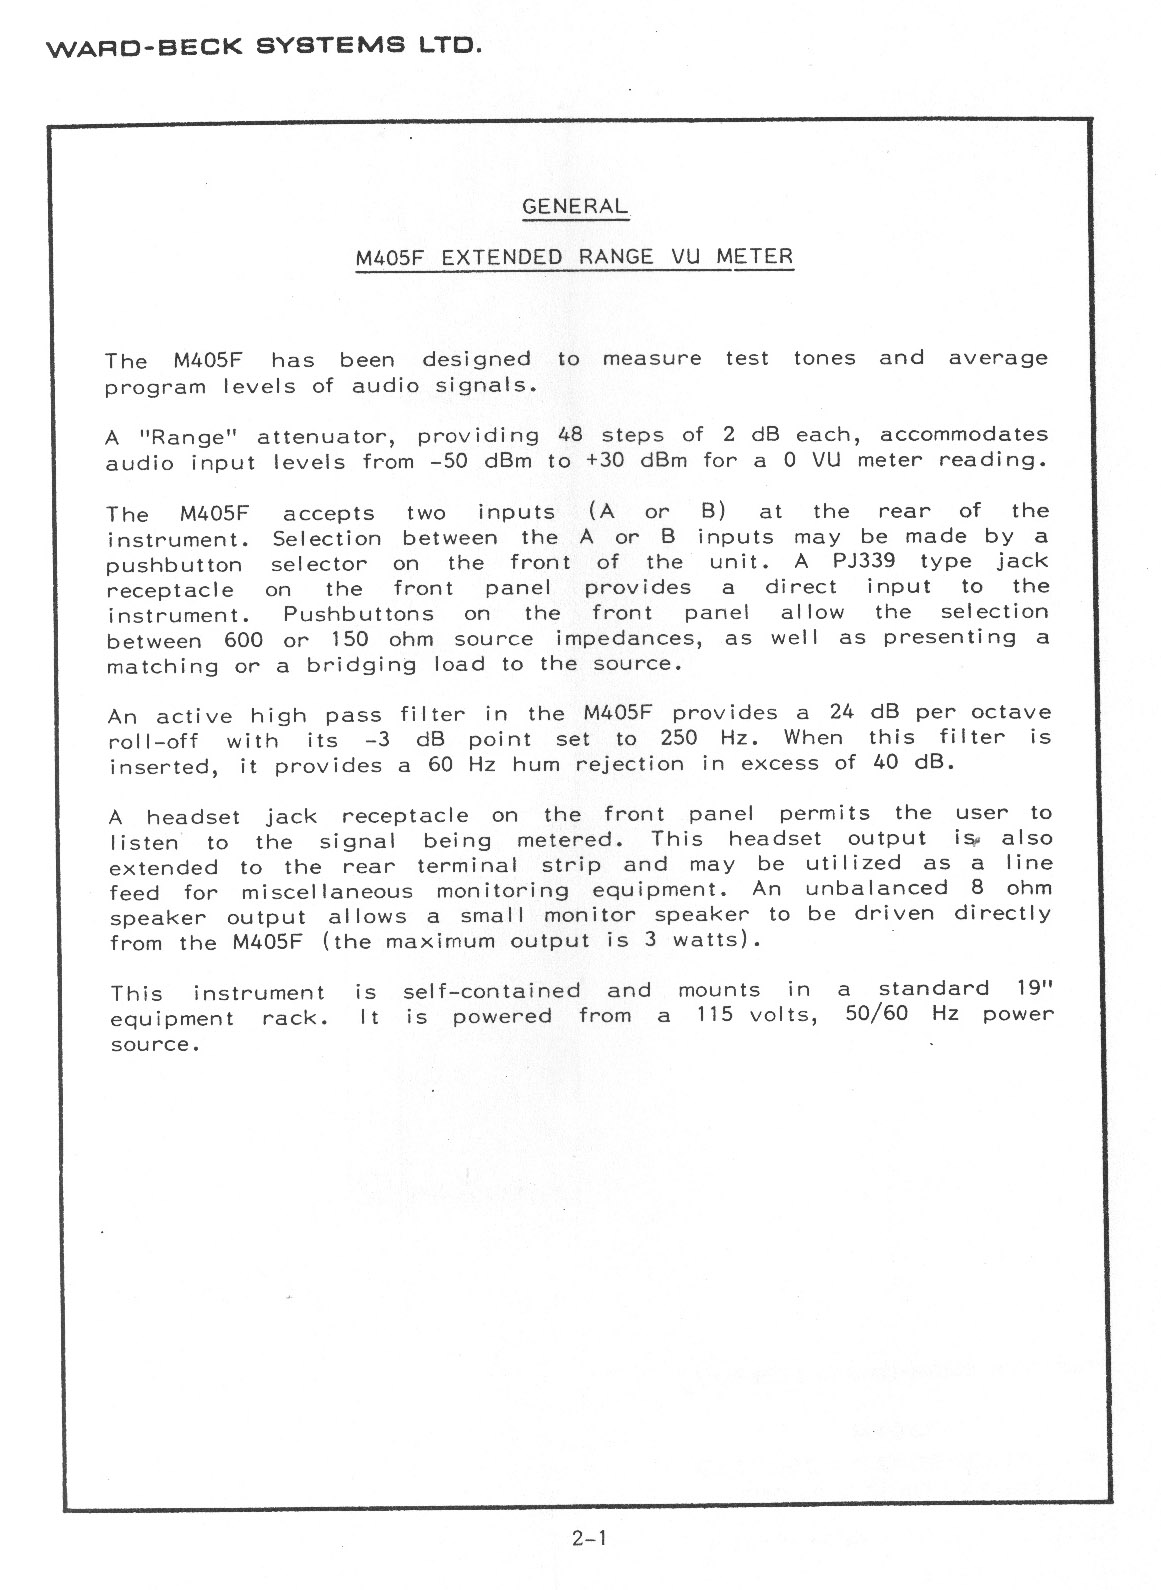 WARD-BECK SYSTEMS LTD.
GENERAL
M405F EXTENDED RANGE VU METER
The M405F has been designed to measure test tones and average
program levels of audio signals.
A "Range" attenuator, providing 48 steps of 2 dB each, accommodates
audio input levels from -50 dBm to +30 dBm for a 0 VU meter reading.
The M405F accepts two inputs (A or B) at the rear of the
instrument. Selection between the A or B inputs may be made by a
pushbutton selector on the front of the unit. A PJ339 type jack
receptacle on the front panel provides a direct input to the
instrument. Pushbuttons on the front panel allow the selection
between 600 or 150 ohm source impedances, as well as presenting a
matching or a bridging load to the source.
An active high pass filter in the M405F provides a 24 dB per octave
roll-off with its -3 dB point set to 250 Hz. When this filter is
inserted, it provides a 60 Hz hum rejection in excess of 40 dB.
A headset jack receptacle on the front panel permits the user to
listen to the signal being metered. This headset output is also
extended to the rear terminal strip and may be utilized as a line
feed for miscellaneous monitoring equipment. An unbalanced 8 ohm
speaker output allows a small monitor speaker to be driven directly
from the M405F (the maximum output is 3 watts).
This instrument is self-contained and mounts in a standard 19"
equipment rack. It is powered from a 115 volts, 50/60 Hz power
source.
2-1